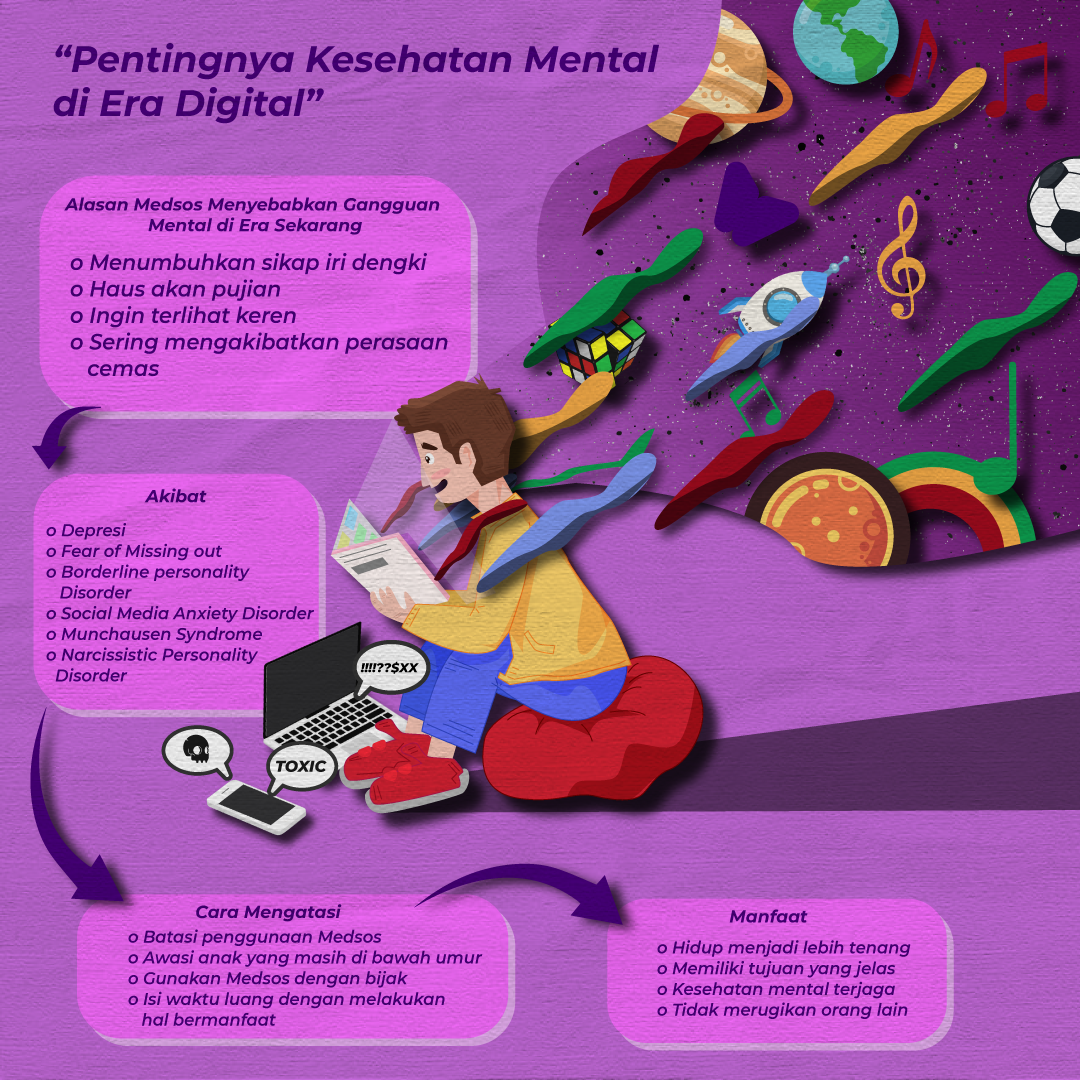 “Pentingnya Kesehatan Mental
di Era Digital”
Alasan Medsos Menyebabkan Gangguan
Mental di Era Sekarang
o Menumbuhkan sikap iri dengki
o Haus akan pujian
o Ingin terlihat keren
o Sering mengakibatkan perasaan
cemas
Akibat
o Depresi
o Fear of Missing out
o Borderline personality
Disorder
o Social Media Anxiety Disorder
o Munchausen Syndrome
o Narcissistic Personality
Disorder
!!!!??$XX
TOXIC
Cara Mengatasi
o Batasi penggunaan Medsos
o Awasi anak yang masih di bawah umur
o Gunakan Medsos dengan bijak
o Isi waktu luang dengan melakukan
hal bermanfaat
Manfaat
o Hidup menjadi lebih tenang
o Memiliki tujuan yang jelas
o Kesehatan mental terjaga
o Tidak merugikan orang lain